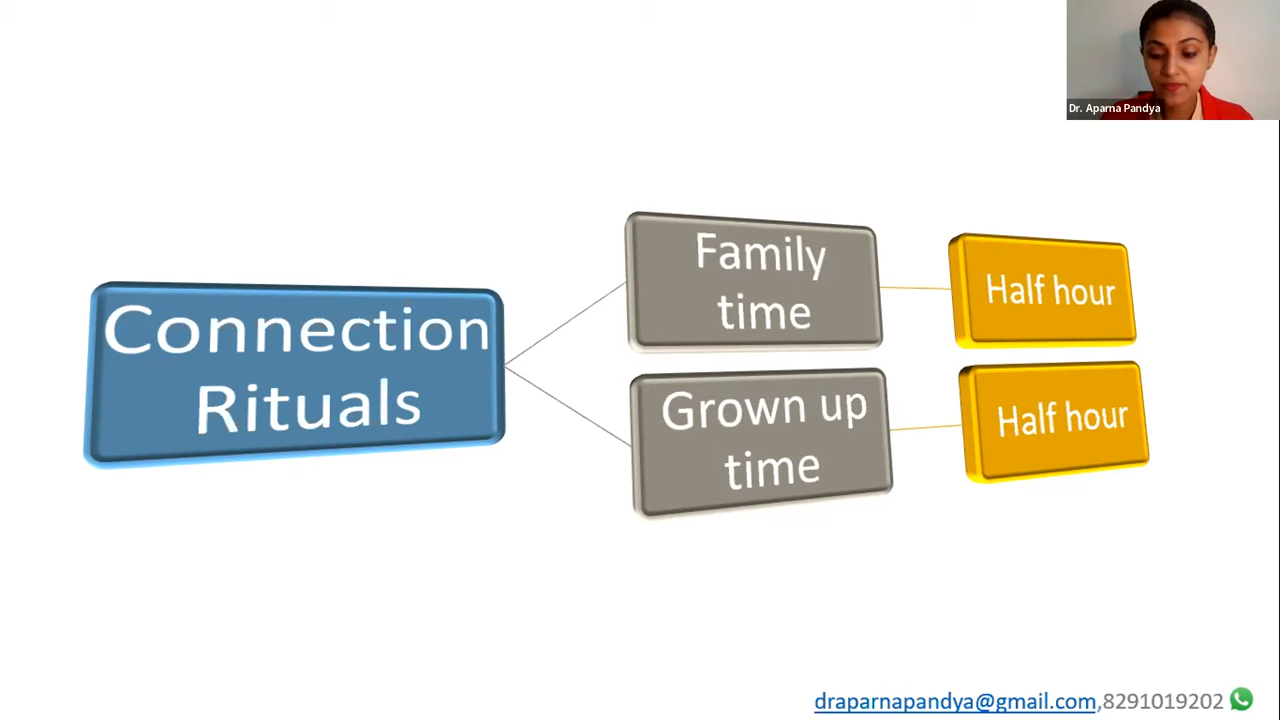 Dr. Aparna Pandya
Connection
Rituals
Family
time
Half hour
Grown up
time
Half hour
draparnapandya@gmail.com,8291019202